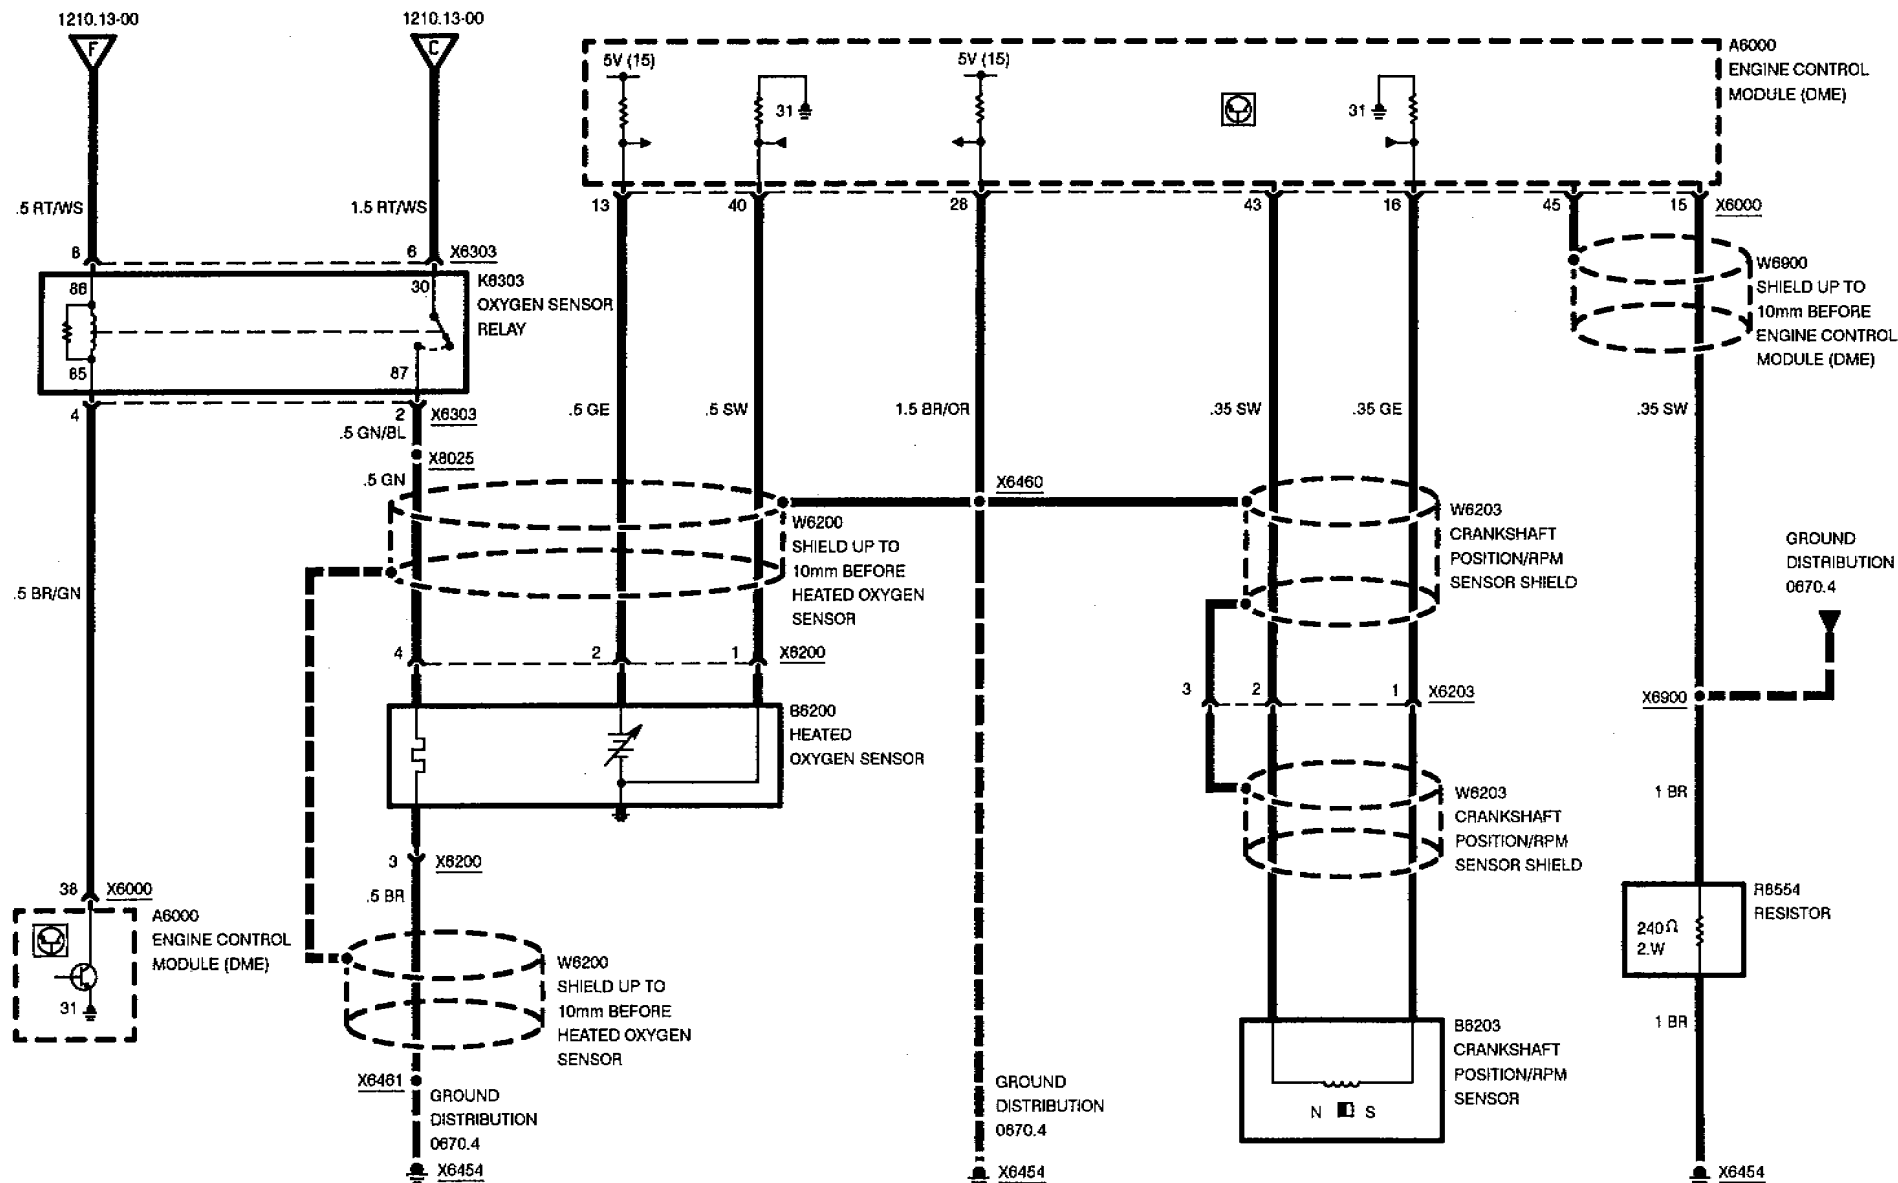 1210.13-00
1210.13-00
F
C
A6000
ENGINE CONTROL
MODULE (DME)
5V (15)
5V (15)
31
31
13
40
28
43
16
45
15
X6000
.5 RT/WS
1.5 RT/WS
8
6
X6303
86
30
K6303
OXYGEN SENSOR
RELAY
85
87
4
2
X6303
.5 GN/BL
X8025
.5 GN
.5 GE
.5 SW
1.5 BR/OR
.35 SW
.35 GE
.35 SW
W6900
SHIELD UP TO
10mm BEFORE
ENGINE CONTROL
MODULE (DME)
X6460
W6200
SHIELD UP TO
10mm BEFORE
HEATED OXYGEN
SENSOR
W6203
CRANKSHAFT
POSITION/RPM
SENSOR SHIELD
GROUND
DISTRIBUTION
0670.4
.5 BR/GN
4
2
1
X6200
3
2
1
X6203
X6900
B6200
HEATED
OXYGEN SENSOR
W6203
CRANKSHAFT
POSITION/RPM
SENSOR SHIELD
1 BR
3
X6200
.5 BR
38
X6000
A6000
ENGINE CONTROL
MODULE (DME)
31
R8554
RESISTOR
240Ω
2.W
W6200
SHIELD UP TO
10mm BEFORE
HEATED OXYGEN
SENSOR
1 BR
B6203
CRANKSHAFT
POSITION/RPM
SENSOR
N
S
X6461
GROUND
DISTRIBUTION
0670.4
GROUND
DISTRIBUTION
0670.4
X6454
X6454
X6454